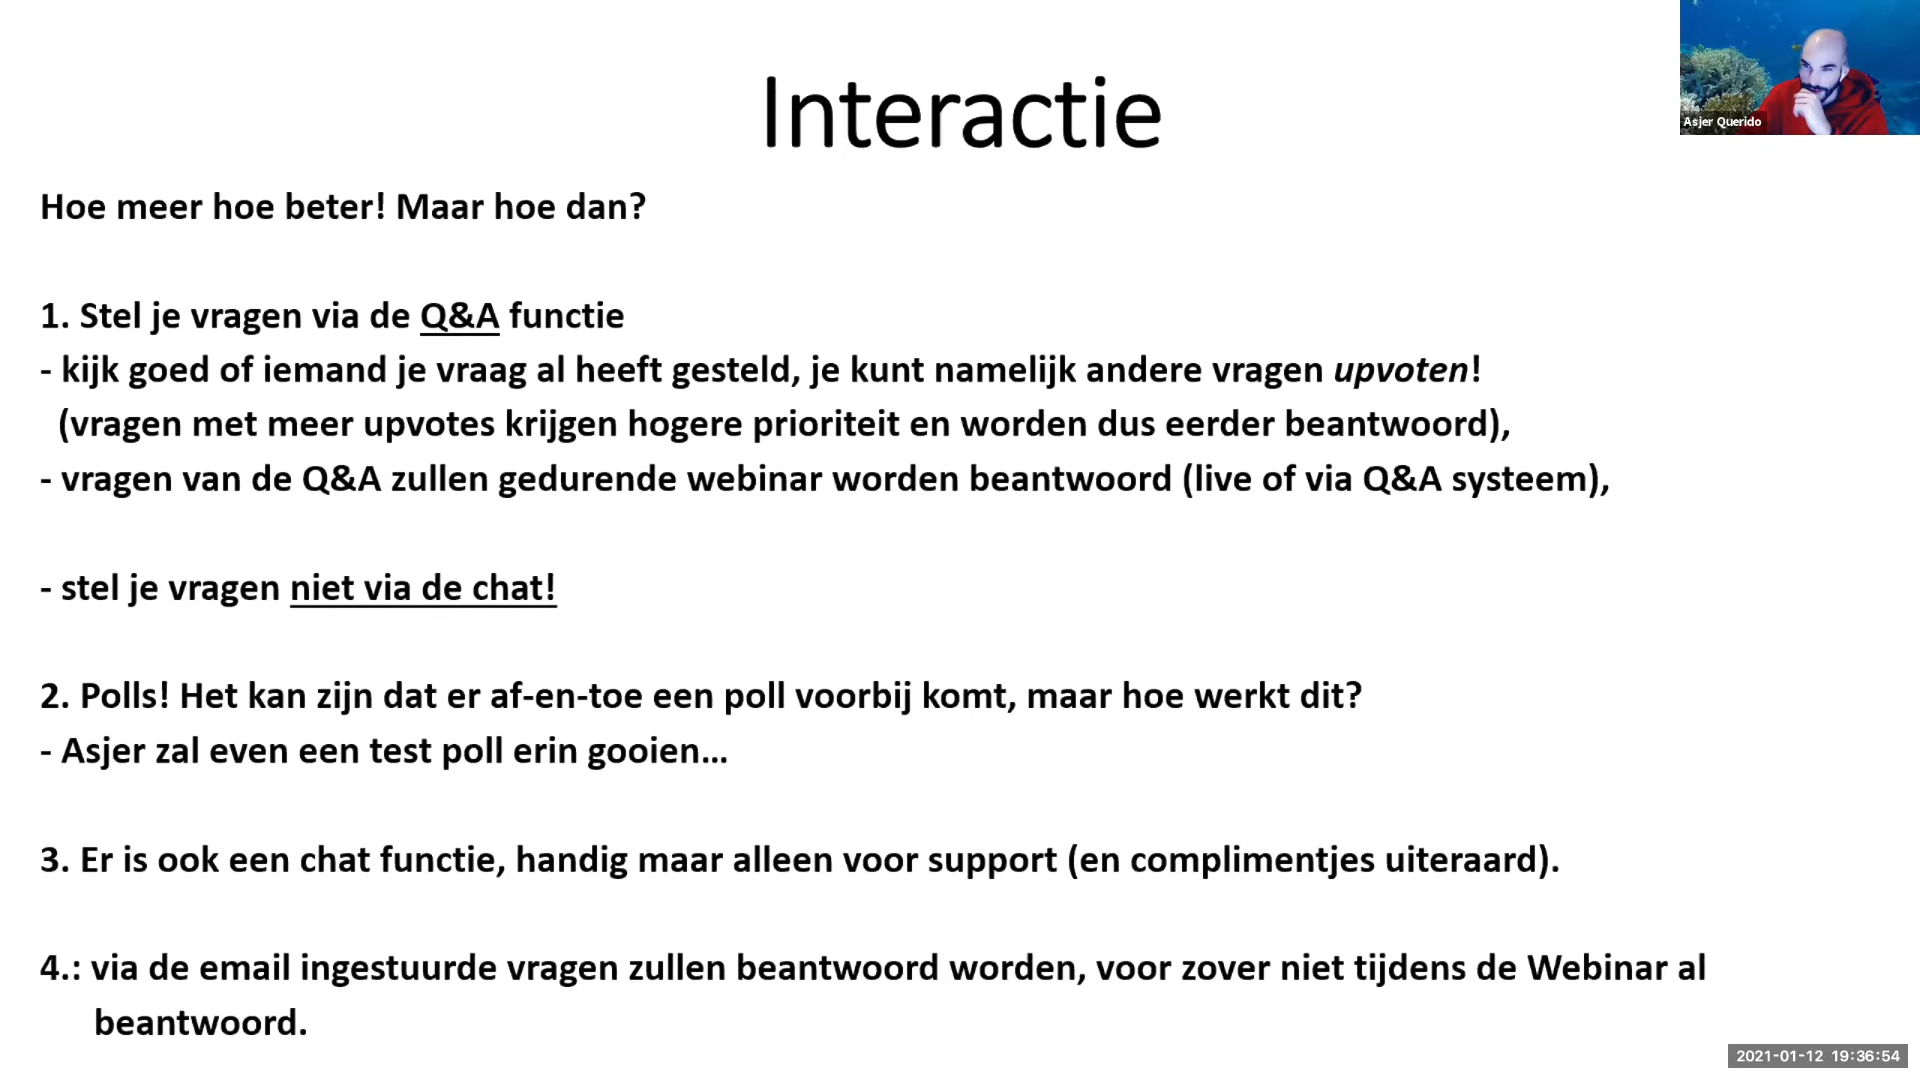 Interactie
Asjer Querido
Hoe meer hoe beter! Maar hoe dan?
1. Stel je vragen via de Q&A functie
- kijk goed of iemand je vraag al heeft gesteld, je kunt namelijk andere vragen upvoten!
(vragen met meer upvotes krijgen hogere prioriteit en worden dus eerder beantwoord),
- vragen van de Q&A zullen gedurende webinar worden beantwoord (live of via Q&A systeem),
- stel je vragen niet via de chat!
2. Polls! Het kan zijn dat er af-en-toe een poll voorbij komt, maar hoe werkt dit?
- Asjer zal even een test poll erin gooien...
3. Er is ook een chat functie, handig maar alleen voor support (en complimentjes uiteraard).
4.: via de email ingestuurde vragen zullen beantwoord worden, voor zover niet tijdens de Webinar al
beantwoord.
2021-01-12 19:36:54